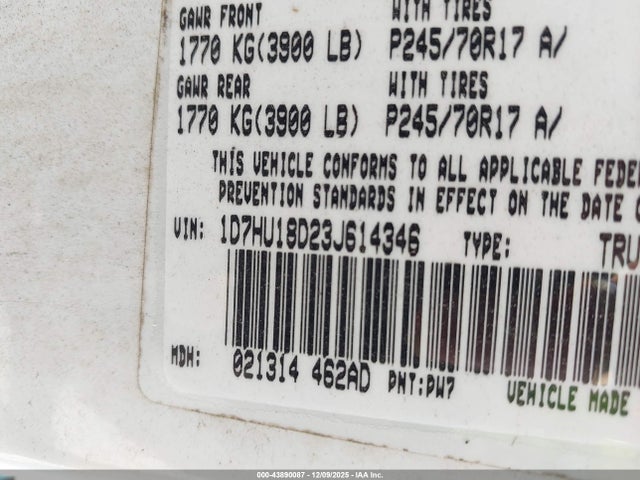 GAWR FRONT WITH TIRES
1770 KG(3900 LB) P245/70R17 A/
GAWR REAR WITH TIRES
1770 KG(3900 LB) P245/70R17 A/
THIS VEHICLE CONFORMS TO ALL APPLICABLE FEDER
PREVENTION STANDARDS IN EFFECT ON THE DATE O
VIN: 1D7HU18D23J614346 TYPE: TRU
MDH: 021314 462AD PNT:PW7 VEHICLE MADE
000-43890087 / 12/09/2025 - IAA Inc.